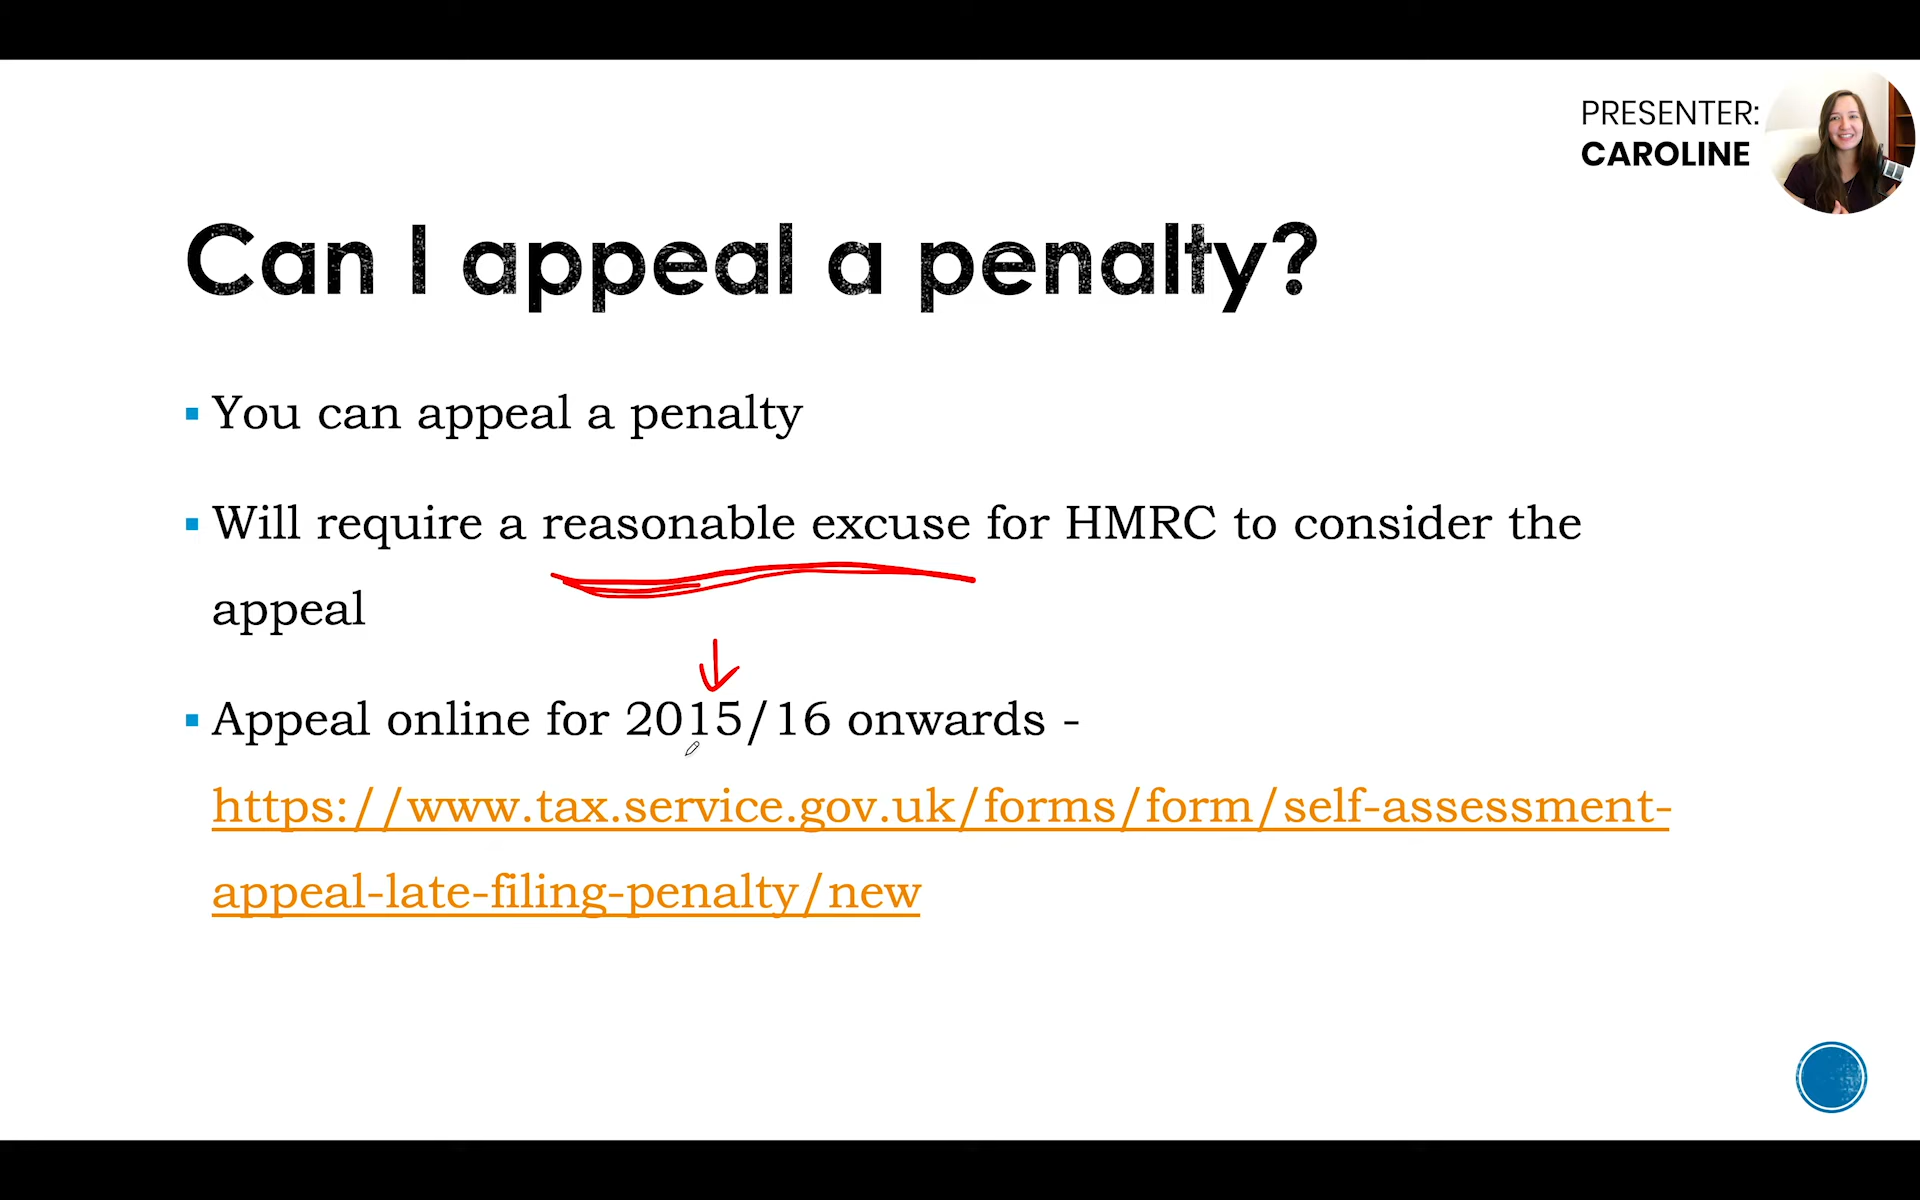 PRESENTER:
CAROLINE
Can I appeal a penalty?
▪ You can appeal a penalty
▪ Will require a reasonable excuse for HMRC to consider the
appeal
▪ Appeal online for 2015/16 onwards -
https://www.tax.service.gov.uk/forms/form/self-assessment-
appeal-late-filing-penalty/new